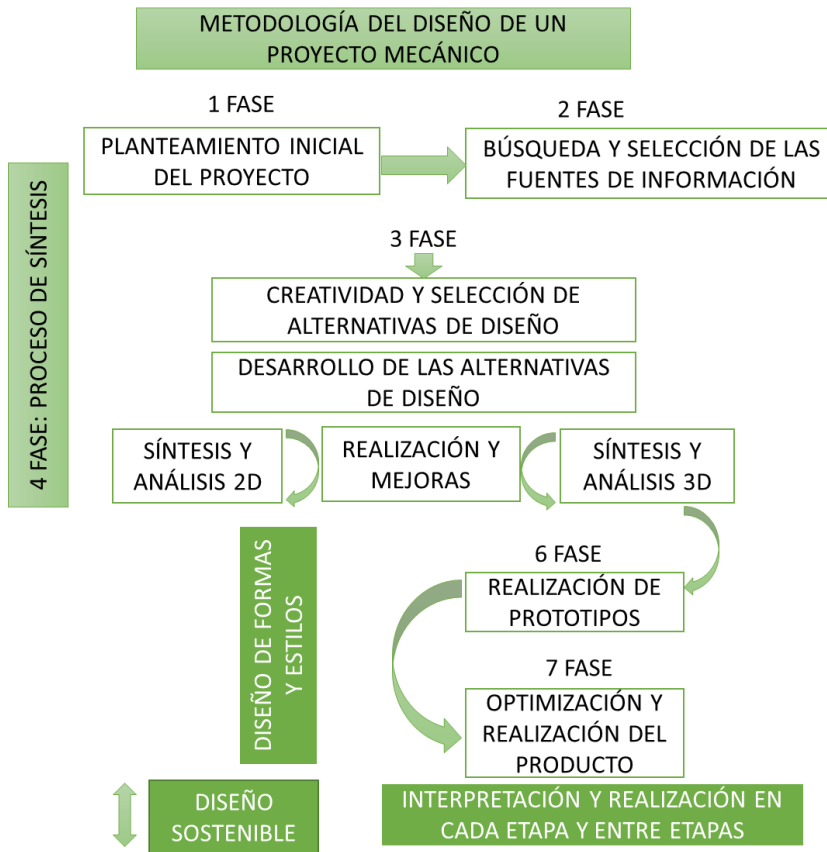 METODOLOGÍA DEL DISEÑO DE UN
PROYECTO MECÁNICO
1 FASE
PLANTEAMIENTO INICIAL
DEL PROYECTO
2 FASE
BÚSQUEDA Y SELECCIÓN DE LAS
FUENTES DE INFORMACIÓN
4 FASE: PROCESO DE SÍNTESIS
3 FASE
CREATIVIDAD Y SELECCIÓN DE
ALTERNATIVAS DE DISEÑO
DESARROLLO DE LAS ALTERNATIVAS
DE DISEÑO
SÍNTESIS Y
ANÁLISIS 2D
REALIZACIÓN Y
MEJORAS
SÍNTESIS Y
ANÁLISIS 3D
DISEÑO DE FORMAS
Y ESTILOS
6 FASE
REALIZACIÓN DE
PROTOTIPOS
7 FASE
OPTIMIZACIÓN Y
REALIZACIÓN DEL
PRODUCTO
DISEÑO
SOSTENIBLE
INTERPRETACIÓN Y REALIZACIÓN EN
CADA ETAPA Y ENTRE ETAPAS